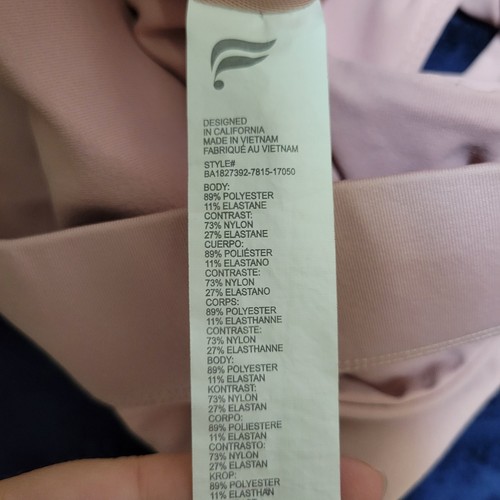 DESIGNED
IN CALIFORNIA
MADE IN VIETNAM
FABRIQUÉ AU VIETNAM
STYLE#
BA1827392-7815-17050
BODY:
89% POLYESTER
11% ELASTANE
CONTRAST:
73% NYLON
27% ELASTANE
CUERPO:
89% POLIÉSTER
11% ELASTANO
CONTRASTE:
73% NYLON
27% ELASTANO
CORPS:
89% POLYESTER
11% ELASTHANNE
CONTRASTE:
73% NYLON
27% ELASTHANNE
BODY:
89% POLYESTER
11% ELASTAN
KONTRAST:
73% NYLON
27% ELASTAN
CORPO:
89% POLIESTERE
11% ELASTAN
CONTRASTO:
73% NYLON
27% ELASTAN
KROP:
89% POLYESTER
11% ELASTHAN